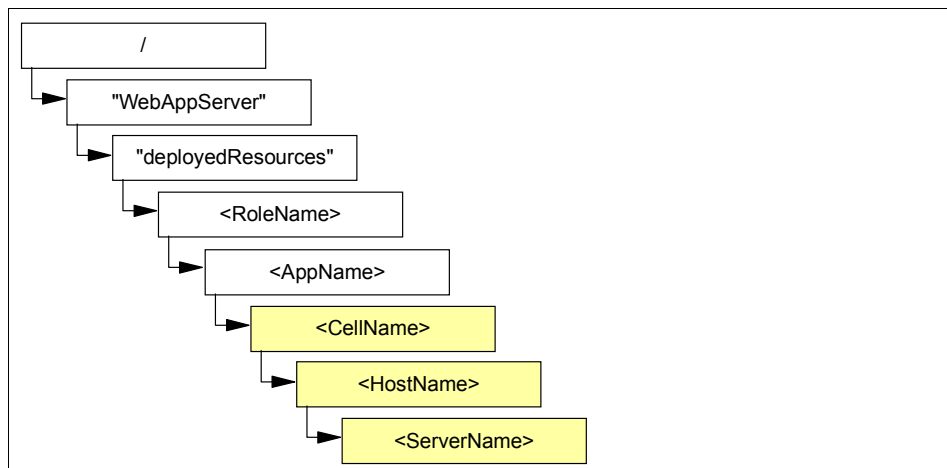 /
"WebAppServer"
"deployedResources"
<RoleName>
<AppName>
<CellName>
<HostName>
<ServerName>